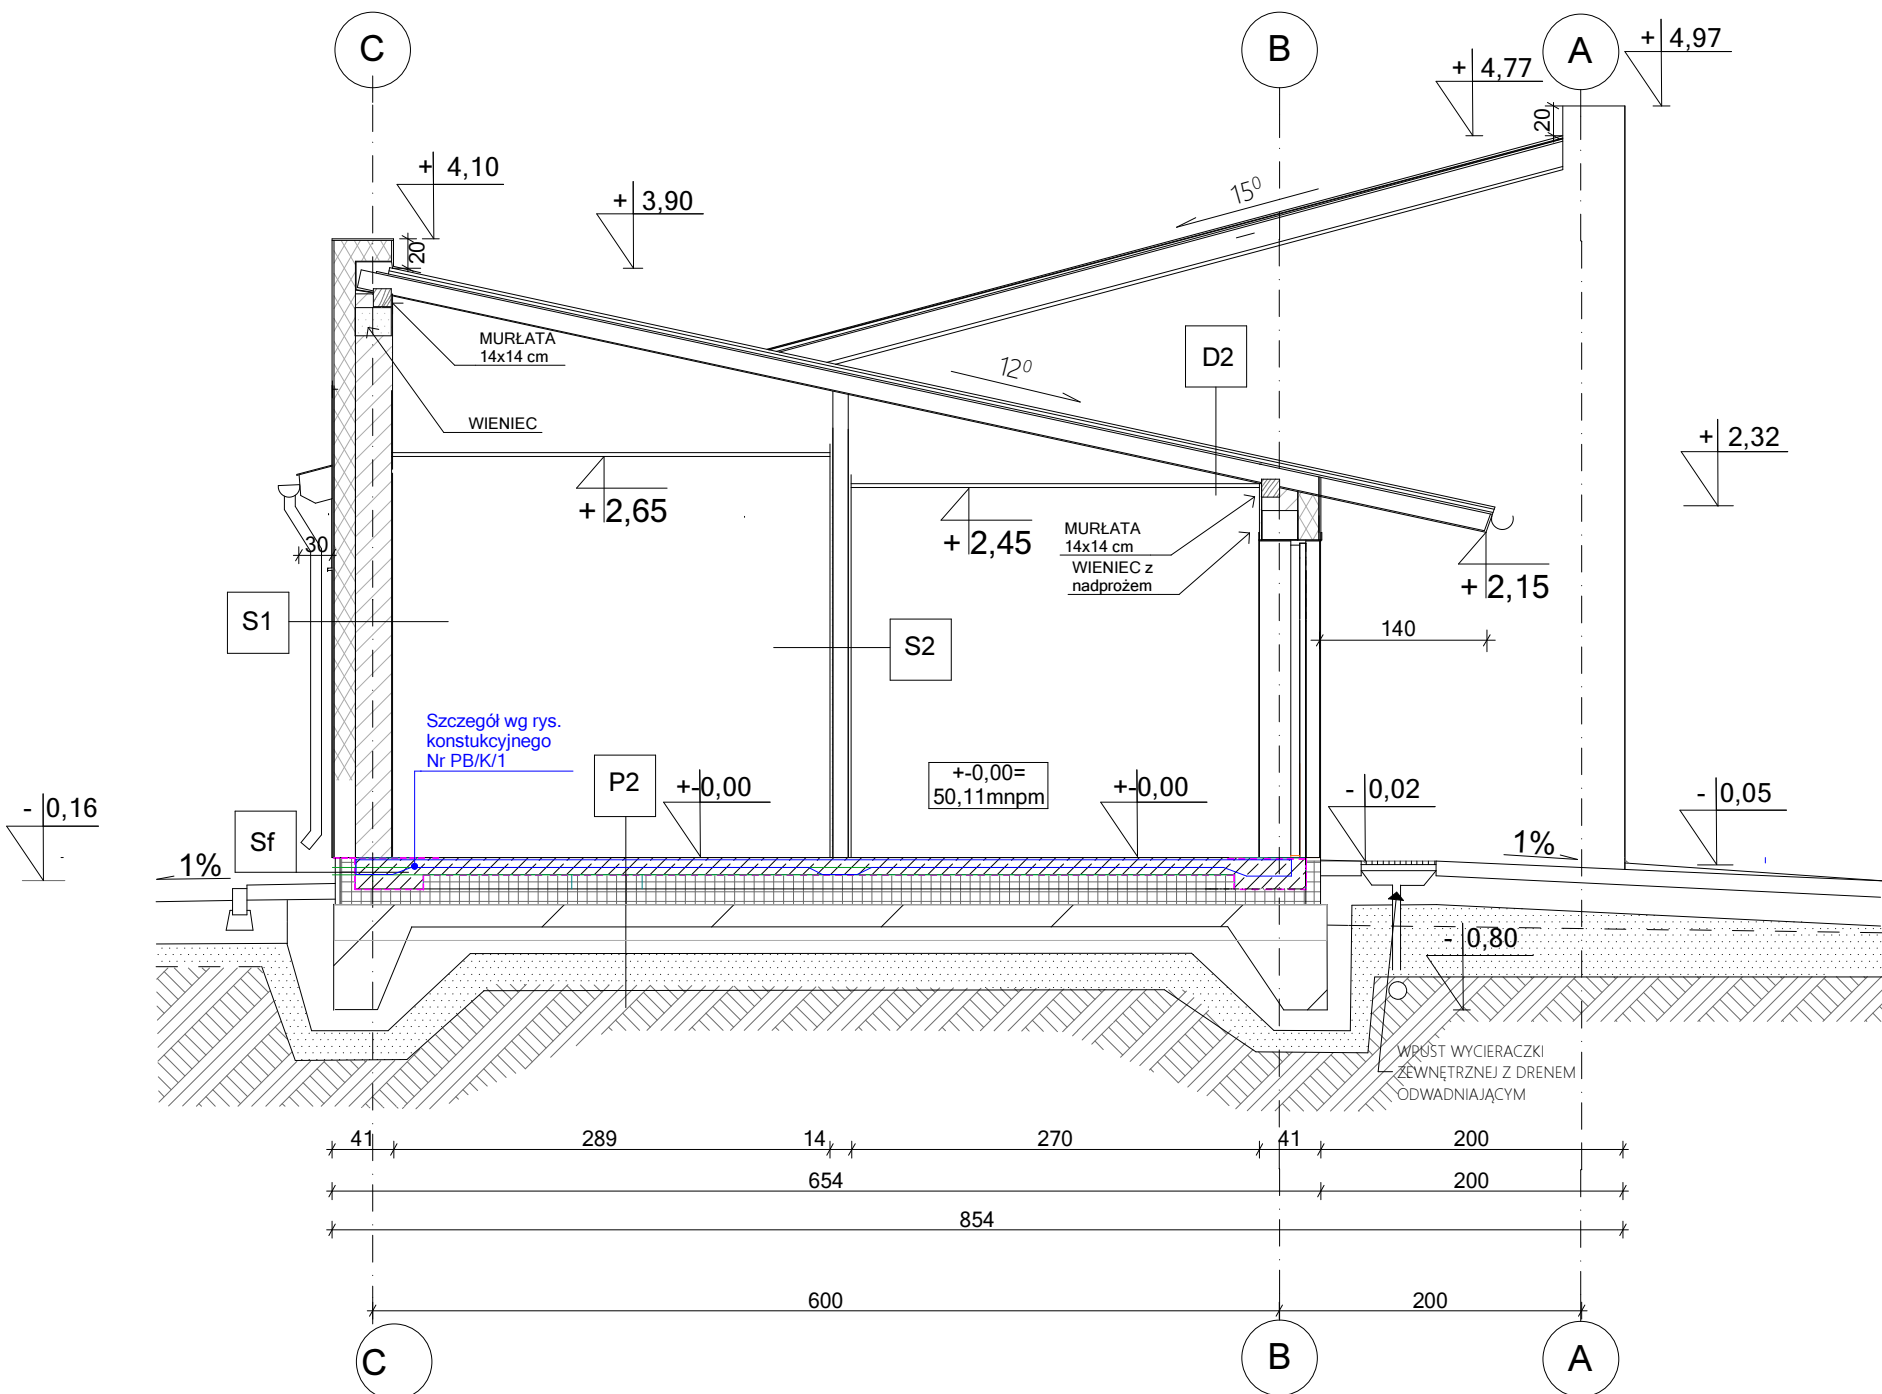 C
B
A
+ 4,97
+ 4,77
20
+ 4,10
+ 3,90
20
15⁰
MURŁATA
14x14 cm
D2
12⁰
WIENIEC
+ 2,32
+ 2,65
+ 2,45
MURŁATA
14x14 cm
WIENIEC z
nadprożem
+ 2,15
30
S1
S2
140
Szczegół wg rys.
konstukcyjnego
Nr PB/K/1
P2
+-0,00
+-0,00=
50,11mnpm
+-0,00
- 0,02
- 0,05
- 0,16
Sf
1%
1%
- 0,80
WPUST WYCIERACZKI
ZEWNĘTRZNEJ Z DRENEM
ODWADNIAJĄCYM
41
289
14
270
41
200
654
200
854
600
200
C
B
A